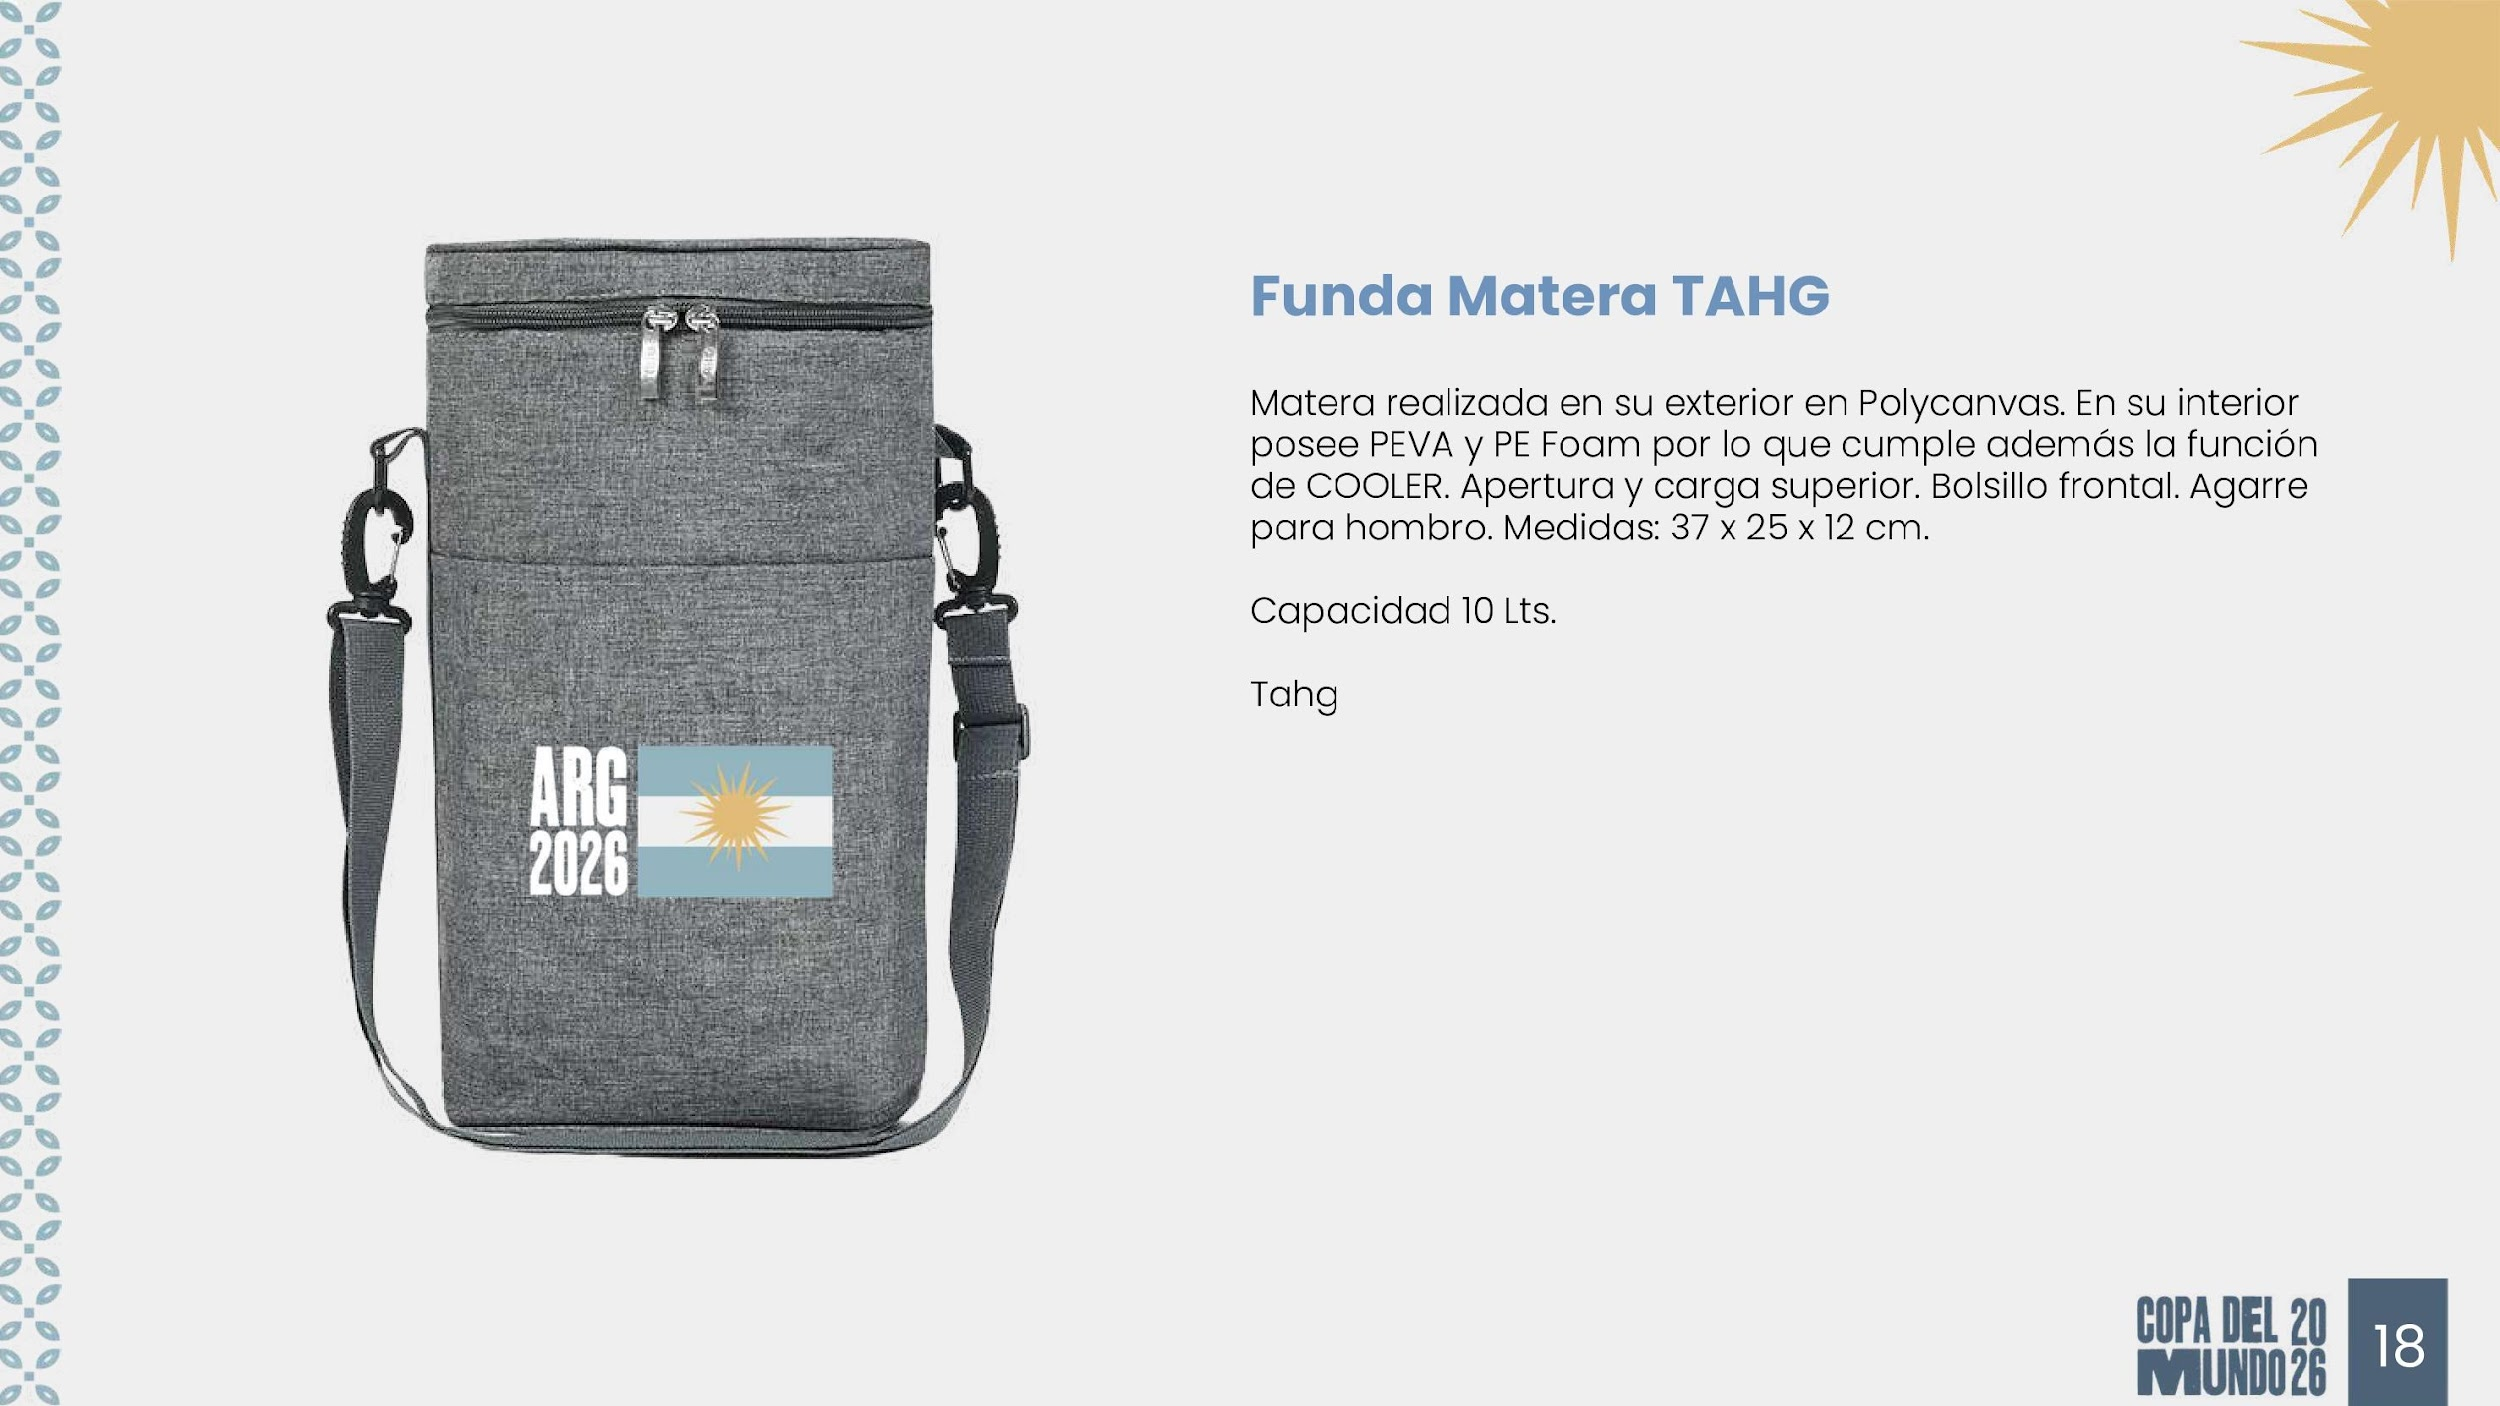 Funda Matera TAHG
Matera realizada en su exterior en Polycanvas. En su interior
posee PEVA y PE Foam por lo que cumple además la función
de COOLER. Apertura y carga superior. Bolsillo frontal. Agarre
para hombro. Medidas: 37 x 25 x 12 cm.
Capacidad 10 Lts.
Tahg
ARG
2026
COPA DEL 20
MUNDO 26
18